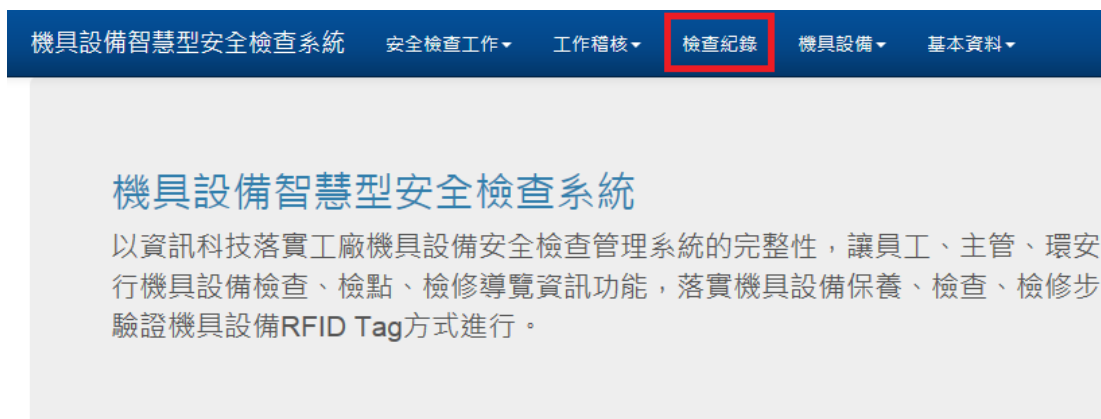 機具設備智慧型安全檢查系統 安全檢查工作▾ 工作稽核▾ 檢查紀錄 機具設備▾ 基本資料▾
機具設備智慧型安全檢查系統
以資訊科技落實工廠機具設備安全檢查管理系統的完整性，讓員工、主管、環安
行機具設備檢查、檢點、檢修導覽資訊功能，落實機具設備保養、檢查、檢修步
驗證機具設備RFID Tag方式進行。